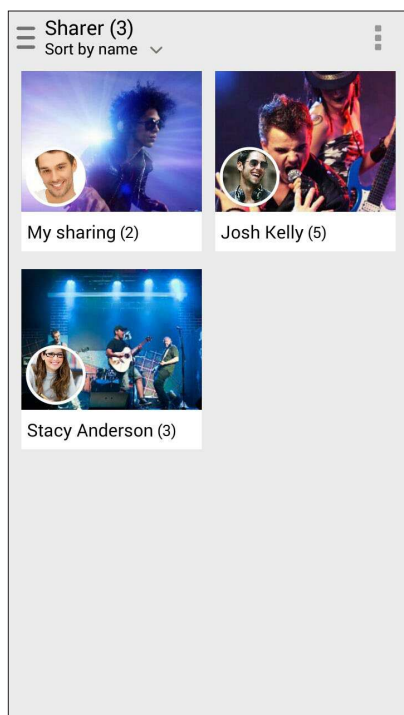 Sharer (3)
Sort by name
My sharing (2)
Josh Kelly (5)
Stacy Anderson (3)